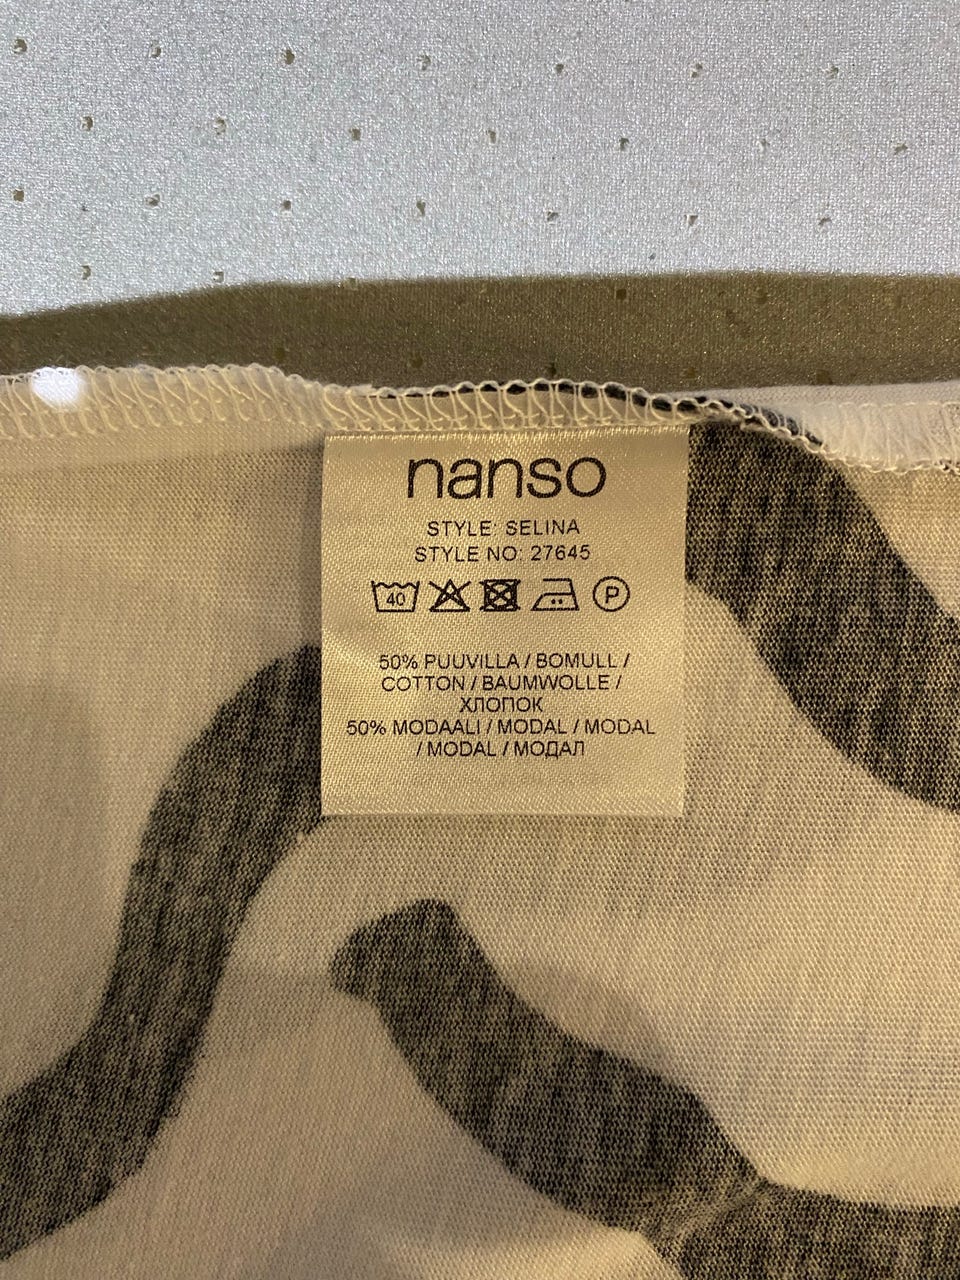 nanso
STYLE: SELINA
STYLE NO: 27645
40 P
50% PUUVILLA / BOMULL /
COTTON / BAUMWOLLE /
ХЛОПОК
50% MODAALI / MODAL / MODAL
/ MODAL / МОДАЛ